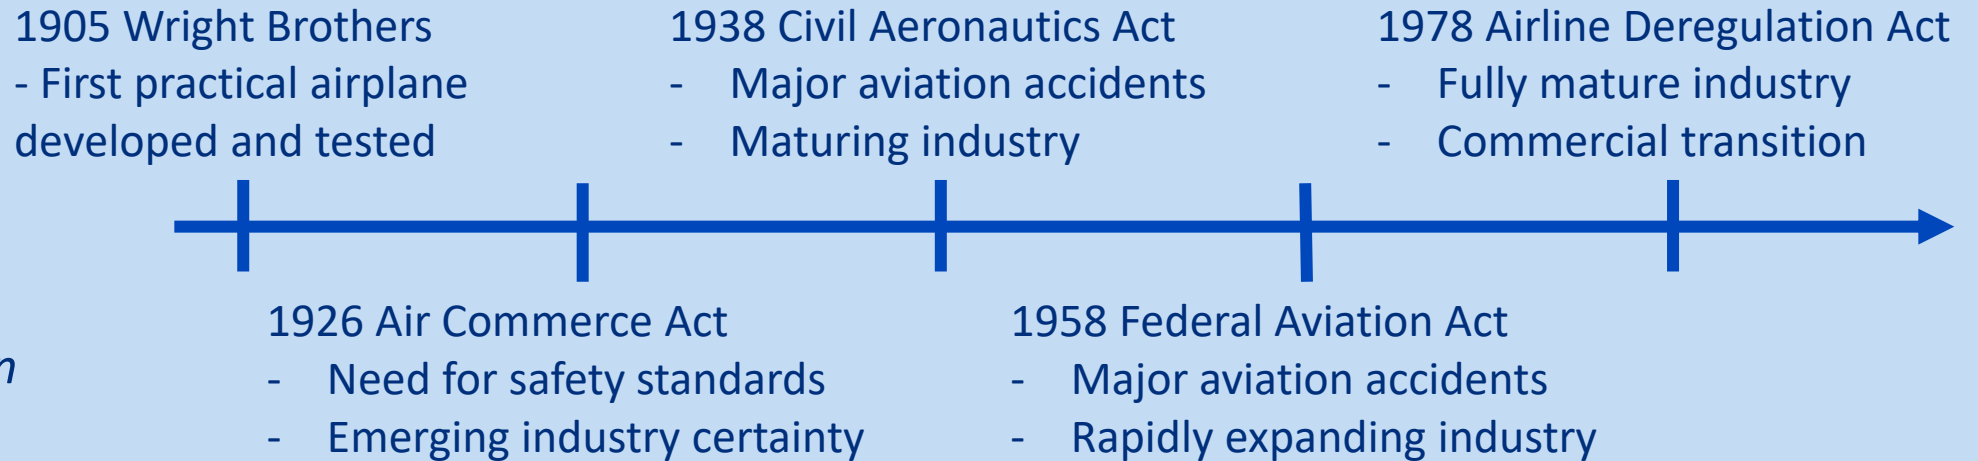 1905 Wright Brothers
- First practical airplane
developed and tested
1938 Civil Aeronautics Act
- Major aviation accidents
- Maturing industry
1978 Airline Deregulation Act
- Fully mature industry
- Commercial transition
1926 Air Commerce Act
- Need for safety standards
- Emerging industry certainty
1958 Federal Aviation Act
- Major aviation accidents
- Rapidly expanding industry